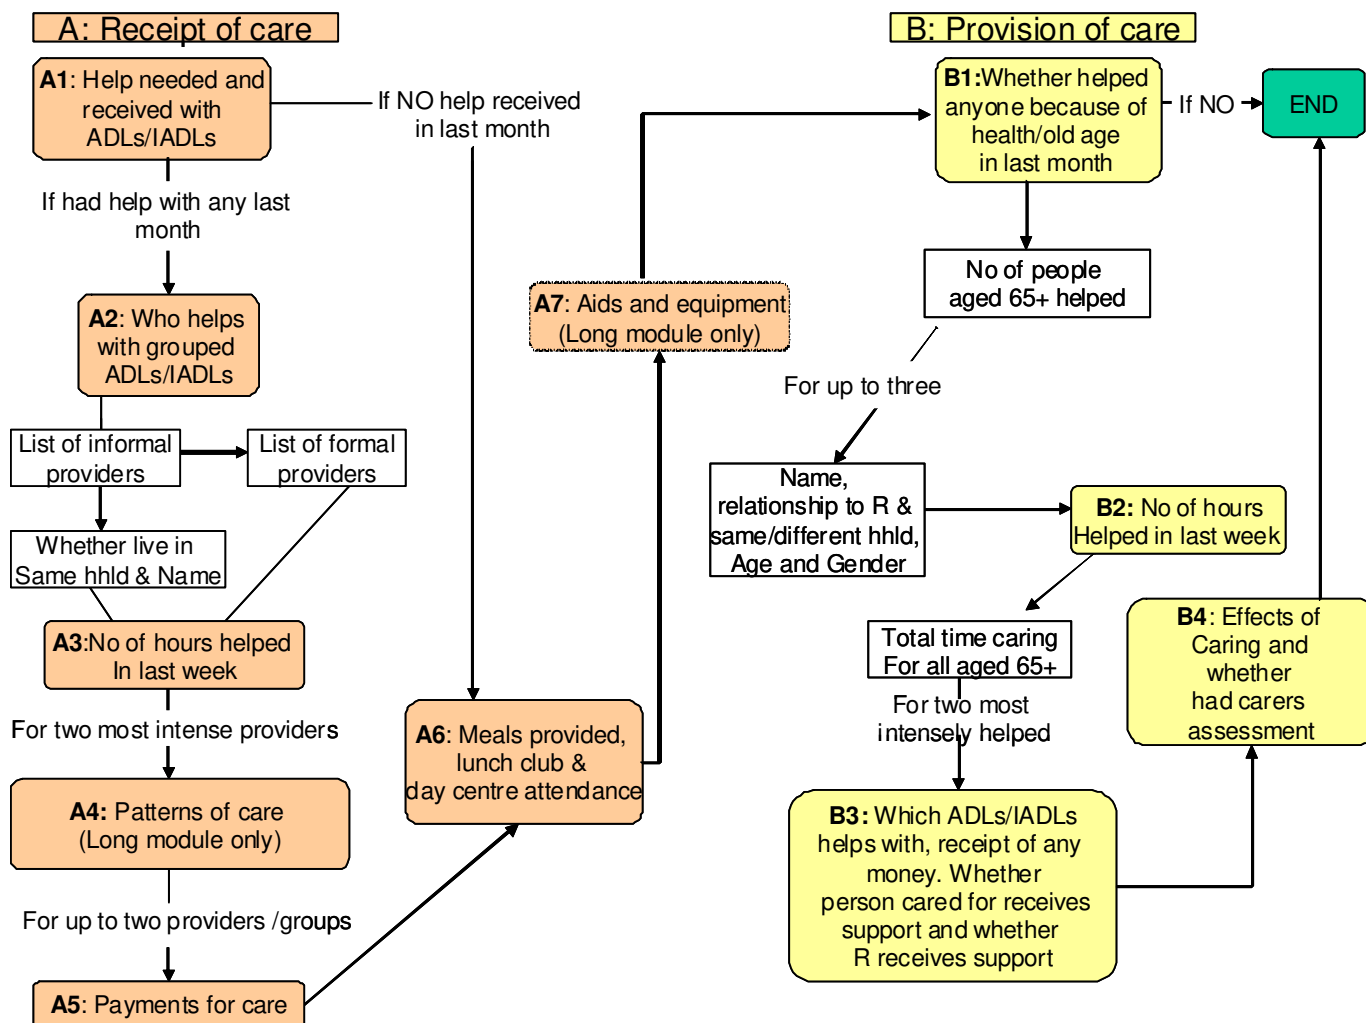 A: Receipt of care
A1: Help needed and
received with
ADLs/IADLs
If NO help received
in last month
If had help with any last
month
A2: Who helps
with grouped
ADLs/IADLs
List of informal
providers
List of formal
providers
Whether live in
Same hhld & Name
A3:No of hours helped
In last week
For two most intense providers
A4: Patterns of care
(Long module only)
For up to two providers /groups
A5: Payments for care
A6: Meals provided,
lunch club &
day centre attendance
A7: Aids and equipment
(Long module only)
B: Provision of care
B1:Whether helped
anyone because of
health/old age
in last month
If NO
END
No of people
aged 65+ helped
For up to three
Name,
relationship to R &
same/different hhld,
Age and Gender
B2: No of hours
Helped in last week
Total time caring
For all aged 65+
For two most
intensely helped
B3: Which ADLs/IADLs
helps with, receipt of any
money. Whether
person cared for receives
support and whether
R receives support
B4: Effects of
Caring and
whether
had carers
assessment